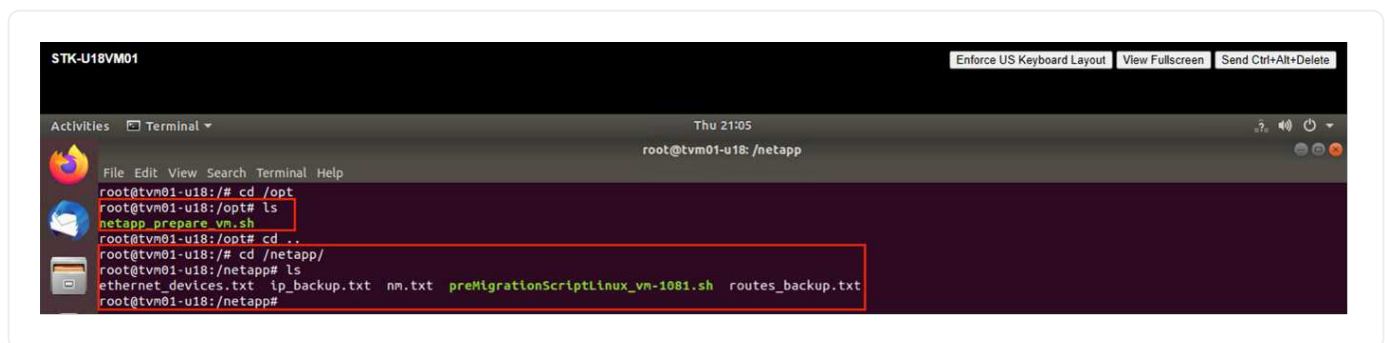 STK-U18VM01
Enforce US Keyboard Layout View Fullscreen Send Ctrl+Alt+Delete
Activities Terminal Thu 21:05
root@tvm01-u18: /netapp
File Edit View Search Terminal Help
root@tvm01-u18:/# cd /opt
root@tvm01-u18:/opt# ls
netapp_prepare_vm.sh
root@tvm01-u18:/opt# cd ..
root@tvm01-u18:/# cd /netapp/
root@tvm01-u18:/netapp# ls
ethernet_devices.txt ip_backup.txt nm.txt preMigrationScriptLinux_vm-1081.sh routes_backup.txt
root@tvm01-u18:/netapp#